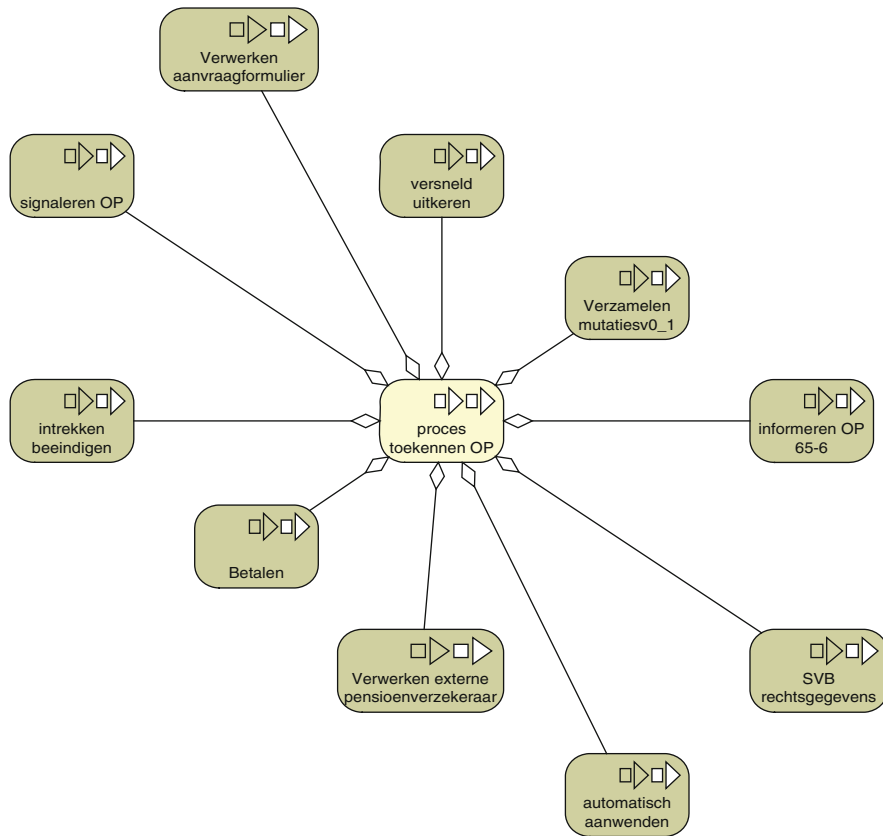 Verwerken
aanvraagformulier
signaleren OP
versneld
uitkeren
Verzamelen
mutatiesv0_1
intrekken
beeindigen
proces
toekennen OP
informeren OP
65-6
Betalen
Verwerken externe
pensioenverzekeraar
SVB
rechtsgegevens
automatisch
aanwenden